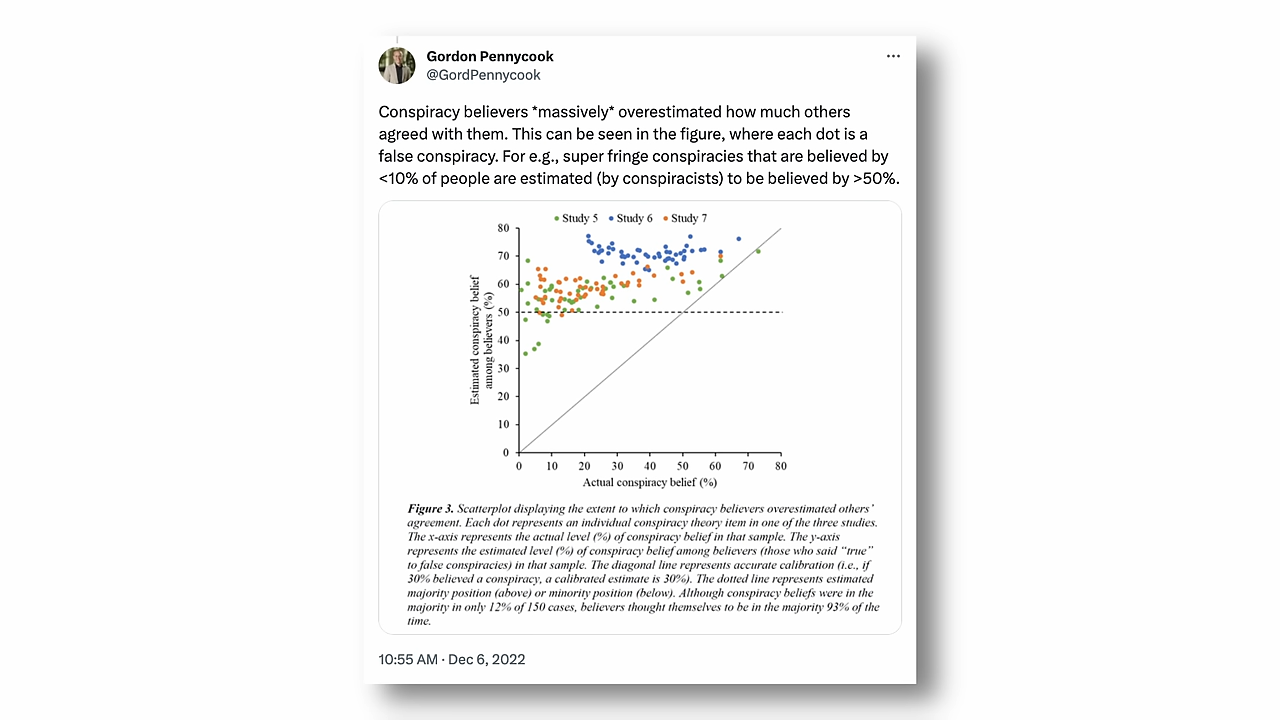 Gordon Pennycook
@GordPennycook
Conspiracy believers *massively* overestimated how much others
agreed with them. This can be seen in the figure, where each dot is a
false conspiracy. For e.g., super fringe conspiracies that are believed by
<10% of people are estimated (by conspiracists) to be believed by >50%.
Study 5 Study 6 Study 7
80
70
60
50
40
30
20
10
0
Estimated conspiracy belief
among believers (%)
0 10 20 30 40 50 60 70 80
Actual conspiracy belief (%)
Figure 3. Scatterplot displaying the extent to which conspiracy believers overestimated others’
agreement. Each dot represents an individual conspiracy theory item in one of the three studies.
The x-axis represents the actual level (%) of conspiracy belief in that sample. The y-axis
represents the estimated level (%) of conspiracy belief among believers (those who said “true”
to false conspiracies) in that sample. The diagonal line represents accurate calibration (i.e., if
30% believed a conspiracy, a calibrated estimate is 30%). The dotted line represents estimated
majority position (above) or minority position (below). Although conspiracy beliefs were in the
majority in only 12% of 150 cases, believers thought themselves to be in the majority 93% of the
time.
10:55 AM · Dec 6, 2022